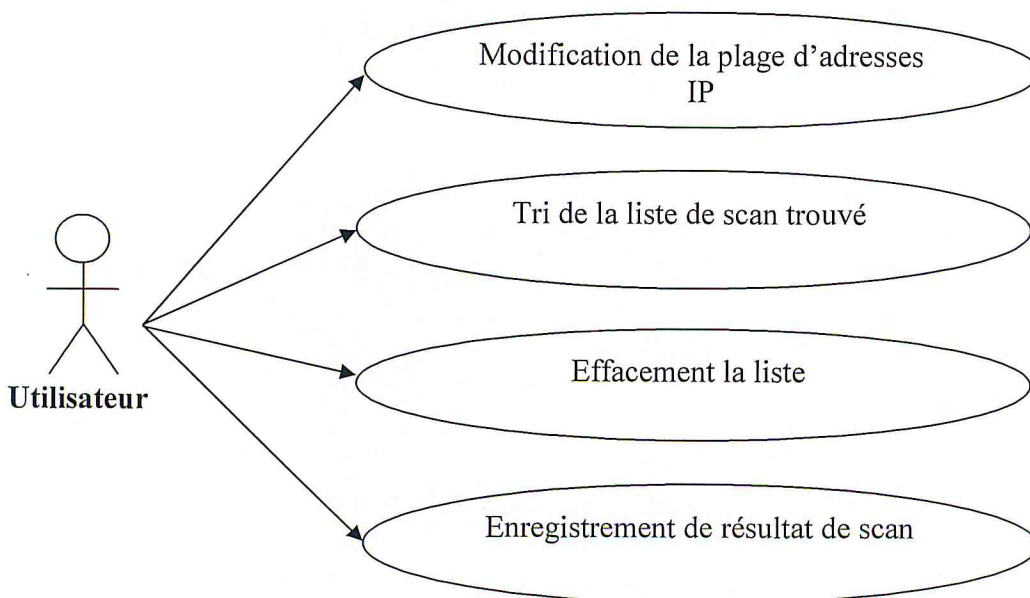 Modification de la plage d'adresses
IP
Tri de la liste de scan trouvé
Effacement la liste
Utilisateur
Enregistrement de résultat de scan